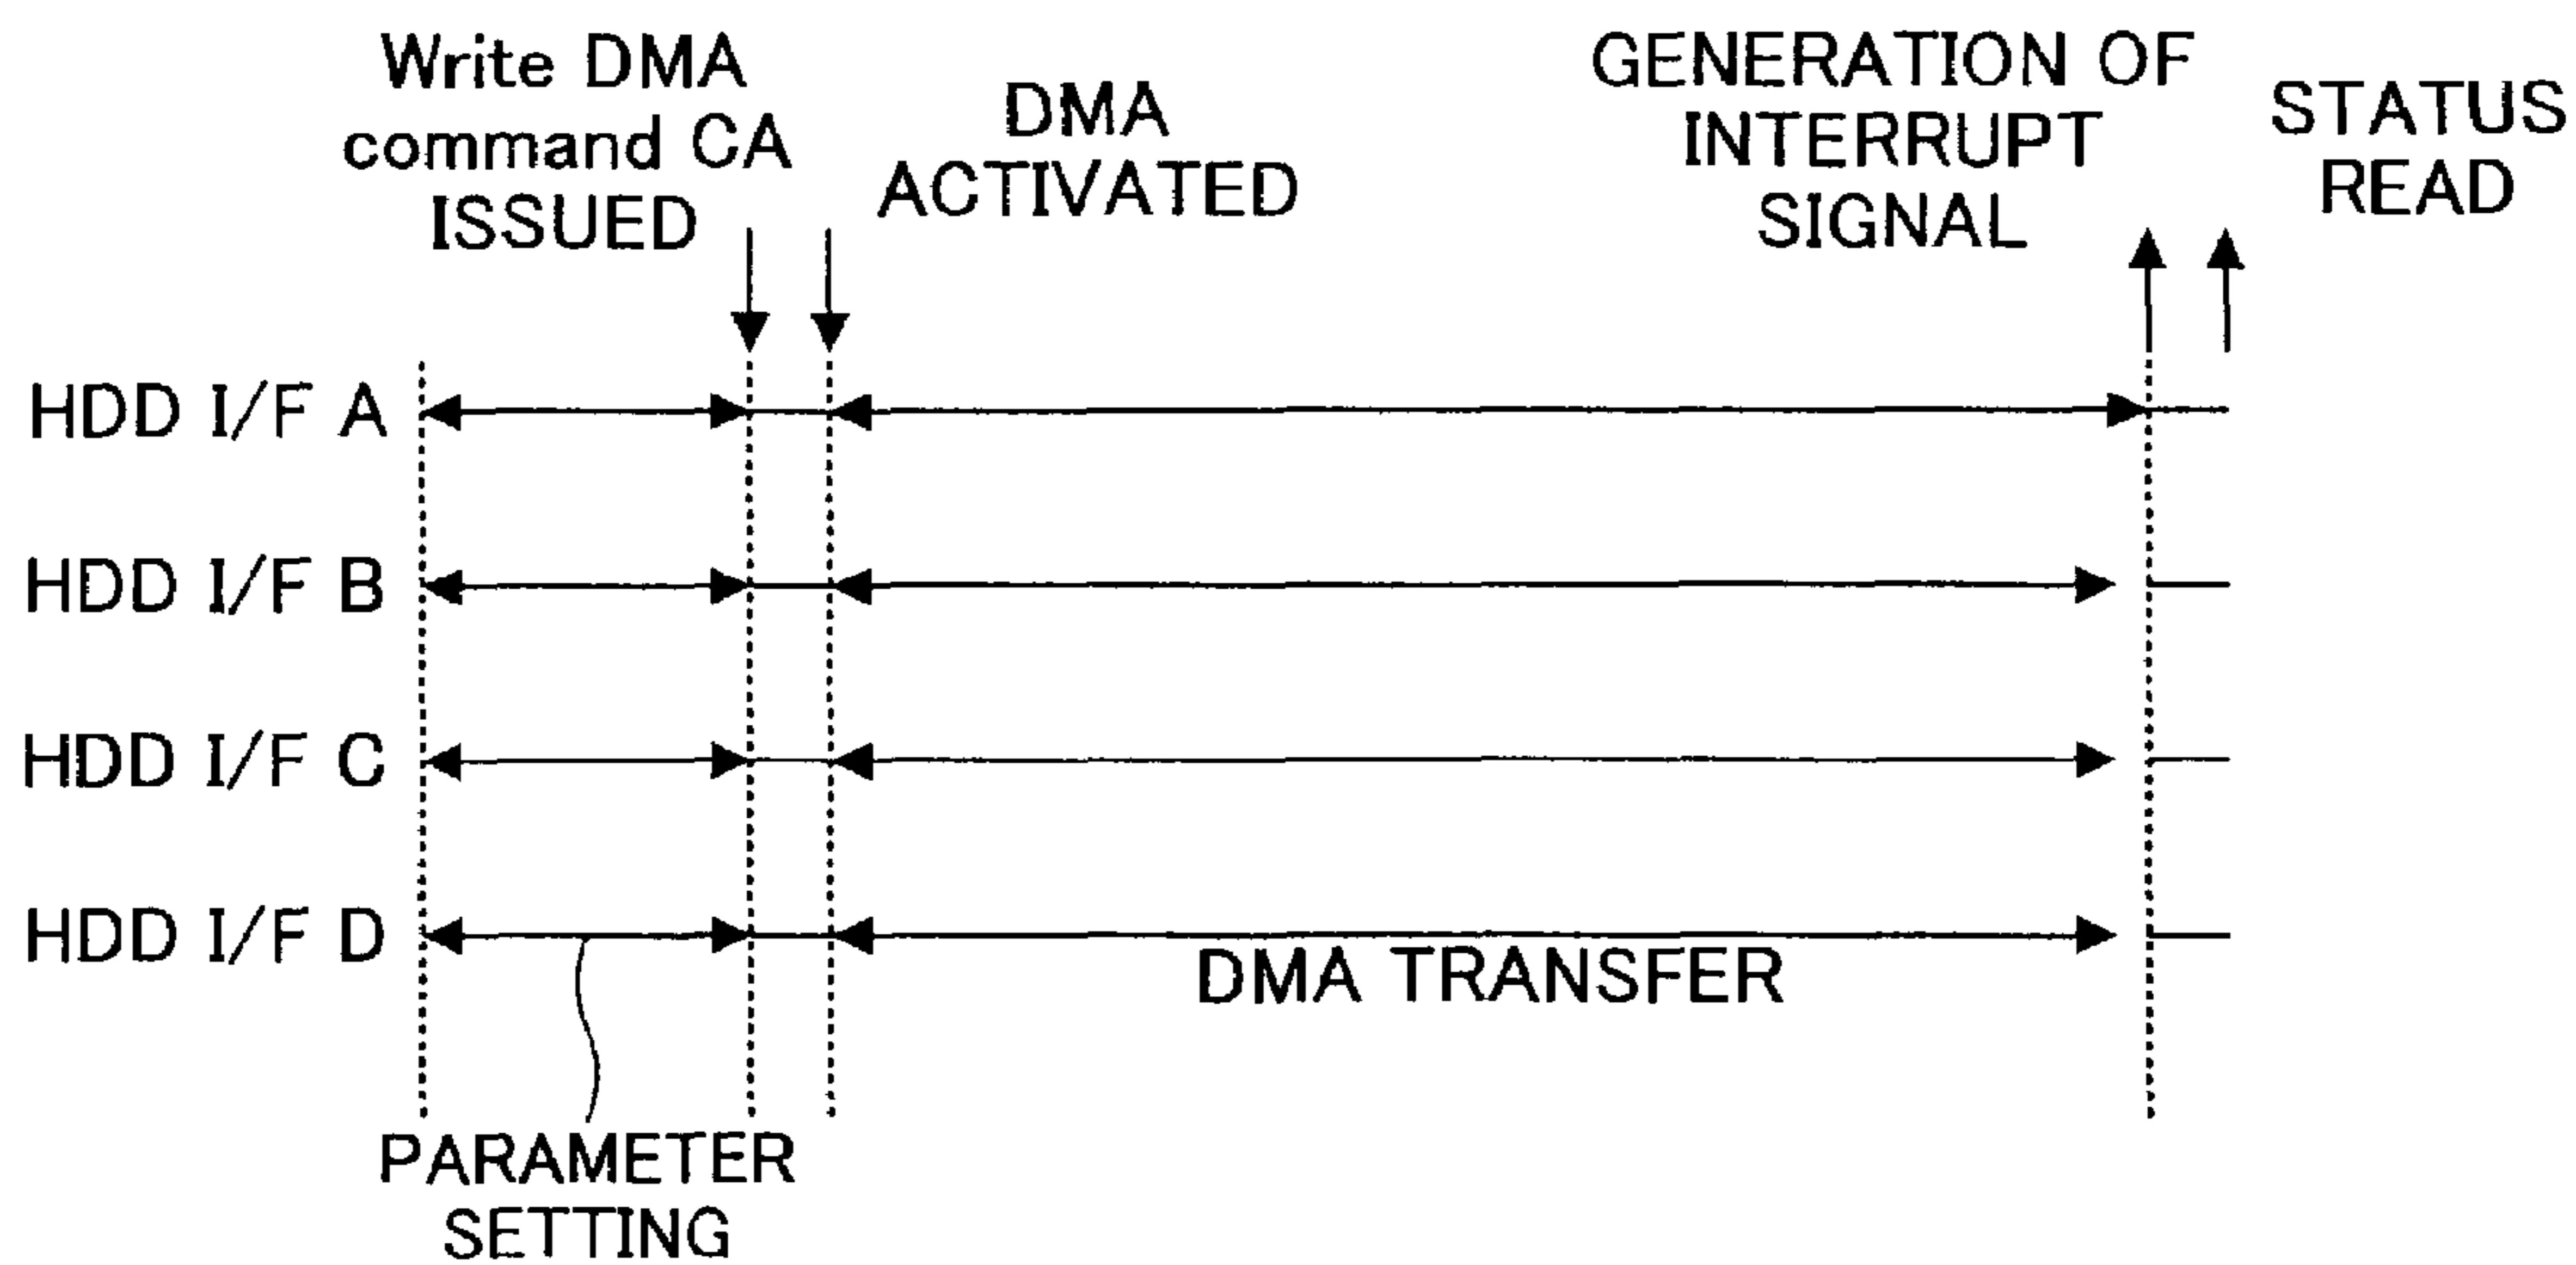 Write DMA
command CA
ISSUED
DMA
ACTIVATED
GENERATION OF
INTERRUPT
SIGNAL
STATUS
READ
HDD I/F A
HDD I/F B
HDD I/F C
HDD I/F D
DMA TRANSFER
PARAMETER
SETTING